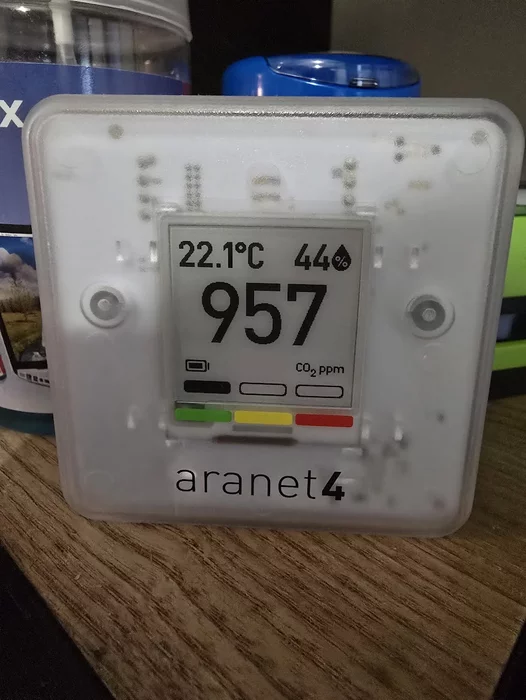 x
22.1°C 44%
957
CO2 ppm
aranet4